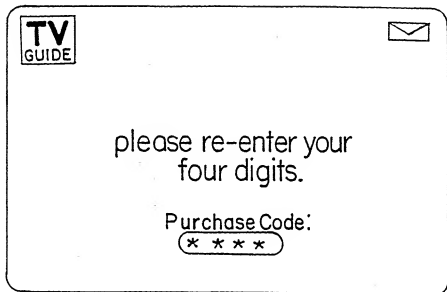 TV
GUIDE
please re-enter your
four digits.
Purchase Code:
* * * *